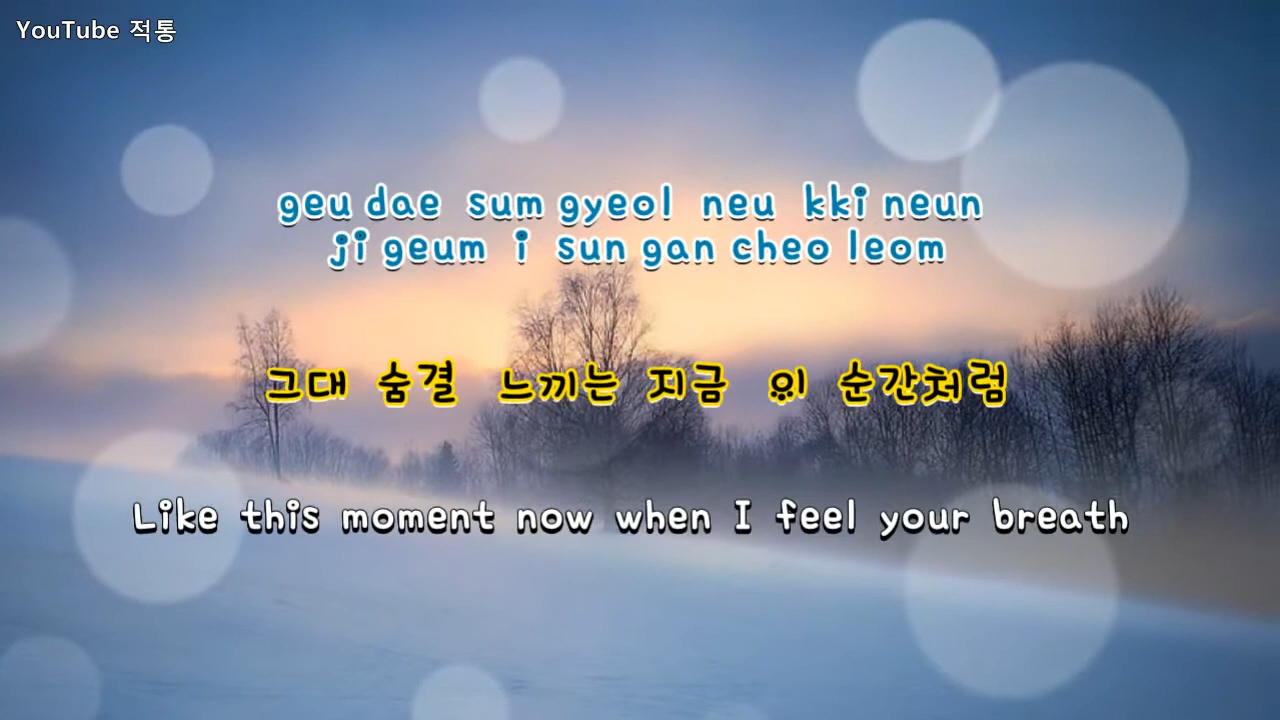 YouTube 적통
geu dae sum gyeol neu kki neun
ji geum i sun gan cheo leom
그대 숨결 느끼는 지금 이 순간처럼
Like this moment now when I feel your breath